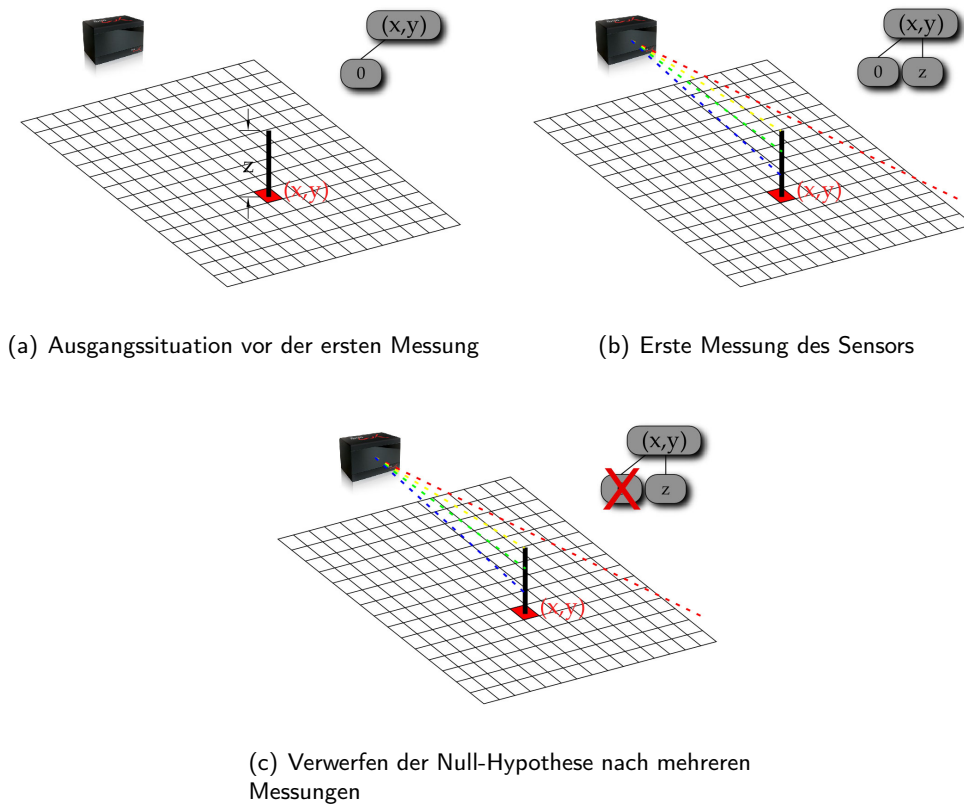 (x,y)
0
z
(x,y)
(a) Ausgangssituation vor der ersten Messung
(x,y)
0 z
(x,y)
(b) Erste Messung des Sensors
(x,y)
X z
(x,y)
(c) Verwerfen der Null-Hypothese nach mehreren
Messungen